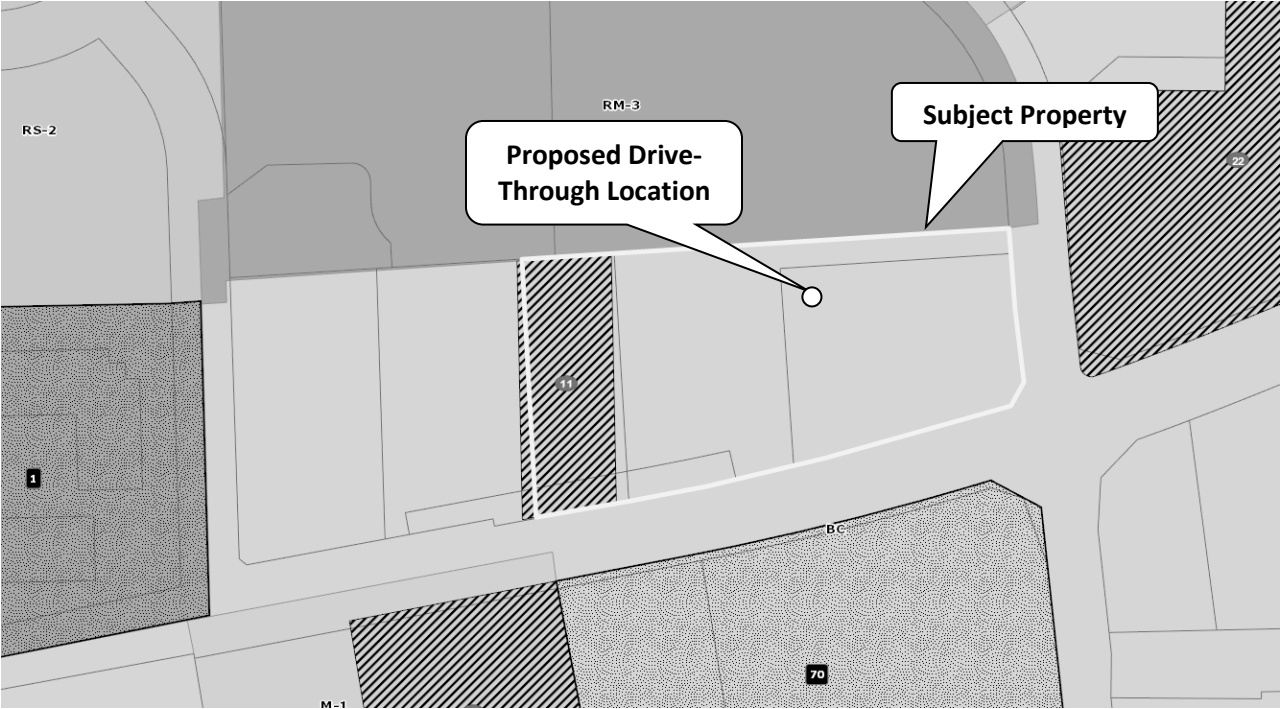 RM-3
Subject Property
RS-2
Proposed Drive-
Through Location
22
11
1
BC
70
M-1